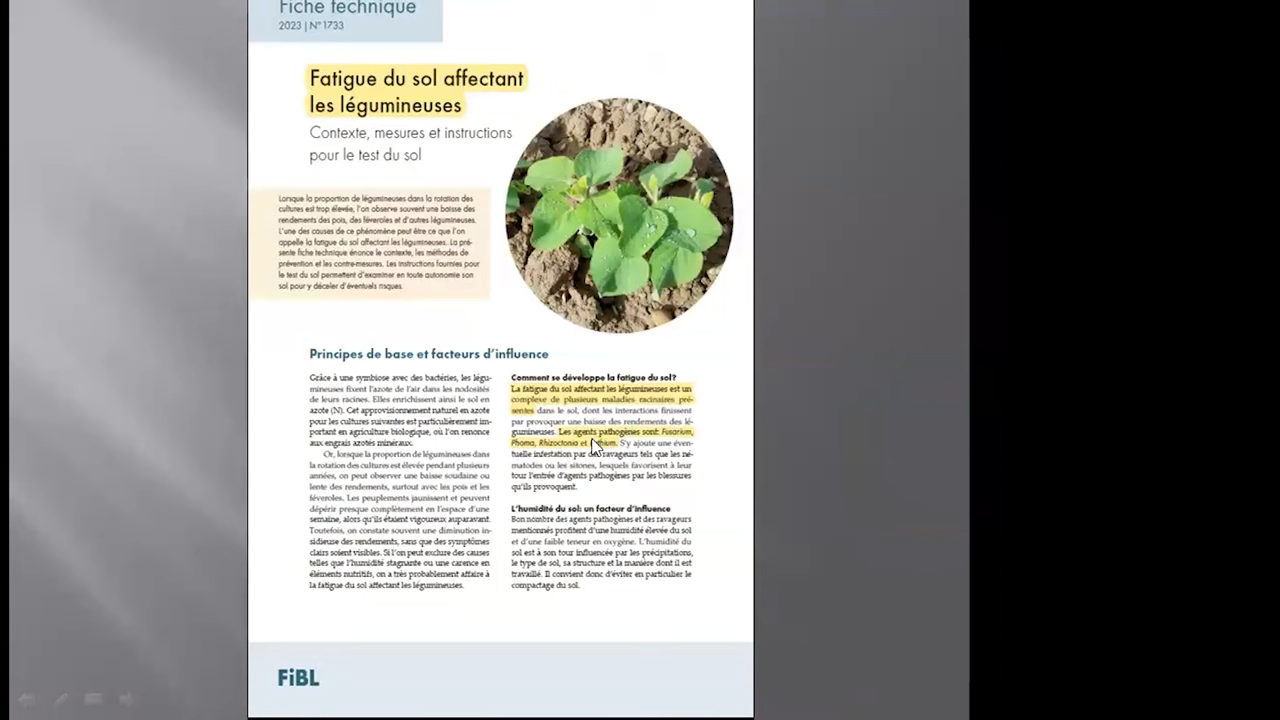 Fiche technique
2023 | N° 1733
Fatigue du sol affectant
les légumineuses
Contexte, mesures et instructions
pour le test du sol
Lorsque la proportion de légumineuses dans la rotation des
cultures est trop élevée, l'on observe souvent une baisse des
rendements des pois, des féveroles et d'autres légumineuses.
L'une des causes de ce phénomène peut être ce que l'on
appelle la fatigue du sol affectant les légumineuses. La pré-
sente fiche technique énonce le contexte, les méthodes de
prévention et les contre-mesures. Les instructions fournies pour
le test du sol permettent d'examiner en toute autonomie son
sol pour y déceler d'éventuels risques.
Principes de base et facteurs d'influence
Grâce à une symbiose avec des bactéries, les légu-
mineuses fixent l'azote de l'air dans les nodosités
de leurs racines. Elles enrichissent ainsi le sol en
azote (N). Cet approvisionnement naturel en azote
pour les cultures suivantes est particulièrement im-
portant en agriculture biologique, où l'on renonce
aux engrais azotés minéraux.
Or, lorsque la proportion de légumineuses dans
la rotation des cultures est élevée pendant plusieurs
années, on peut observer une baisse soudaine ou
lente des rendements, surtout avec les pois et les
féveroles. Les peuplements jaunissent et peuvent
dépérir presque complètement en l'espace d'une
semaine, alors qu'ils étaient vigoureux auparavant.
Toutefois, on constate souvent une diminution in-
sidieuse des rendements, sans que des symptômes
clairs soient visibles. Si l'on peut exclure des causes
telles que l'humidité stagnante ou une carence en
éléments nutritifs, on a très probablement affaire à
la fatigue du sol affectant les légumineuses.
Comment se développe la fatigue du sol?
La fatigue du sol affectant les légumineuses est un
complexe de plusieurs maladies racinaires pré-
sentes dans le sol, dont les interactions finissent
par provoquer une baisse des rendements des lé-
gumineuses. Les agents pathogènes sont: Fusarium,
Phoma, Rhizoctonia et Pythium. S'y ajoute une éven-
tuelle infestation par des ravageurs tels que les né-
matodes ou les sitones, lesquels favorisent à leur
tour l'entrée d'agents pathogènes par les blessures
qu'ils provoquent.
L'humidité du sol: un facteur d'influence
Bon nombre des agents pathogènes et des ravageurs
mentionnés profitent d'une humidité élevée du sol
et d'une faible teneur en oxygène. L'humidité du
sol est à son tour influencée par les précipitations,
le type de sol, sa structure et la manière dont il est
travaillé. Il convient donc d'éviter en particulier le
compactage du sol.
FiBL